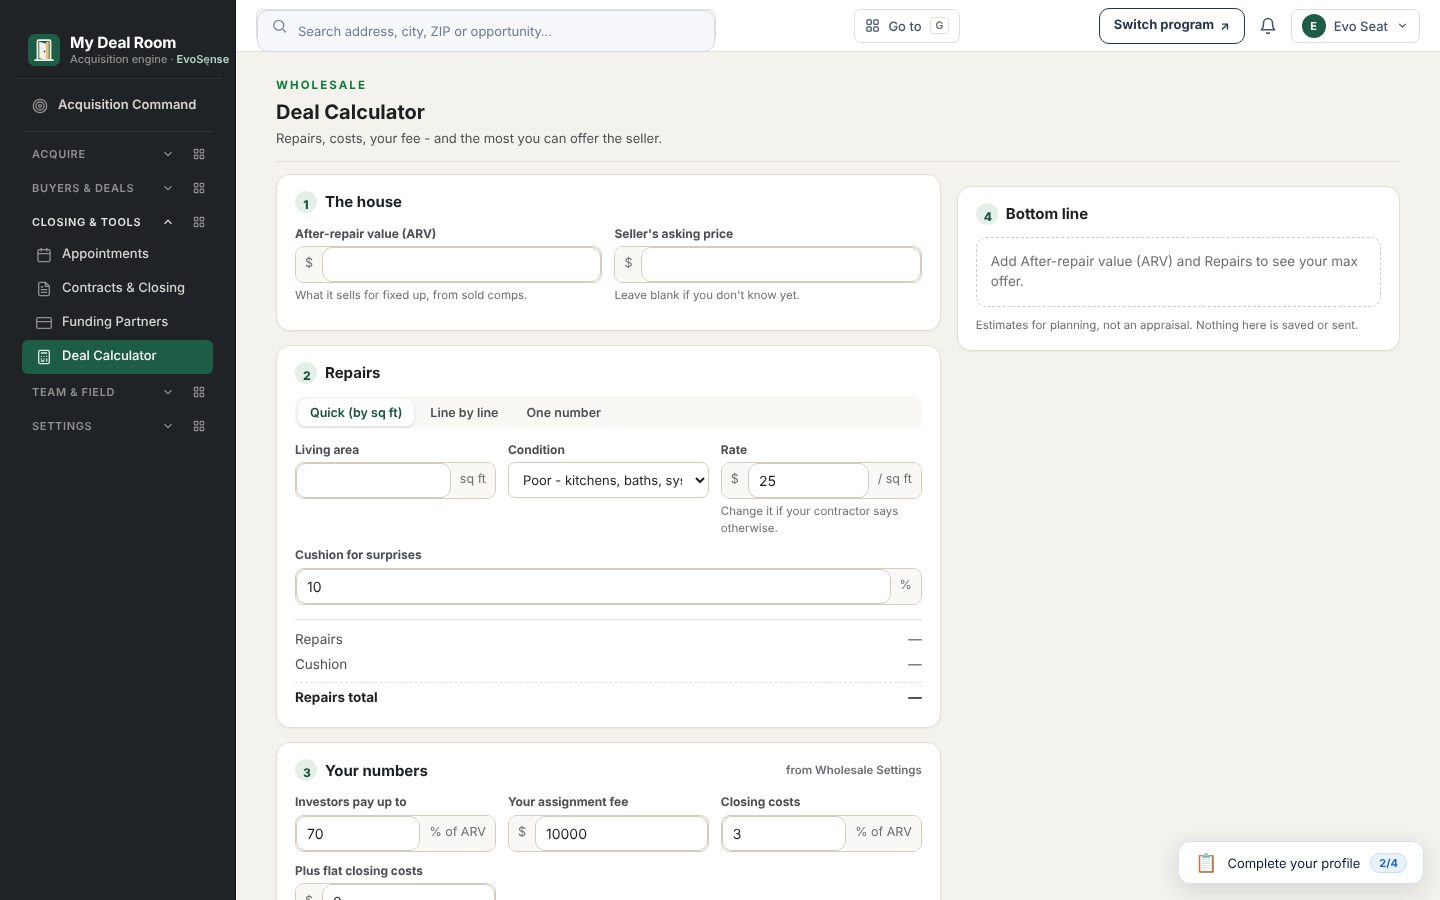 My Deal Room
Acquisition engine · EvoSense
Acquisition Command
ACQUIRE
BUYERS & DEALS
CLOSING & TOOLS
Appointments
Contracts & Closing
Funding Partners
Deal Calculator
TEAM & FIELD
SETTINGS
Search address, city, ZIP or opportunity...
Go to G
Switch program
E Evo Seat
WHOLESALE
Deal Calculator
Repairs, costs, your fee - and the most you can offer the seller.
1 The house
After-repair value (ARV) Seller's asking price
$ $
What it sells for fixed up, from sold comps. Leave blank if you don't know yet.
2 Repairs
Quick (by sq ft) Line by line One number
Living area Condition Rate
sq ft Poor - kitchens, baths, sys $ 25 / sq ft
Change it if your contractor says
otherwise.
Cushion for surprises
10 %
Repairs —
Cushion —
Repairs total —
3 Your numbers from Wholesale Settings
Investors pay up to Your assignment fee Closing costs
70 % of ARV $ 10000 3 % of ARV
Plus flat closing costs
$ 0
4 Bottom line
Add After-repair value (ARV) and Repairs to see your max
offer.
Estimates for planning, not an appraisal. Nothing here is saved or sent.
Complete your profile 2/4